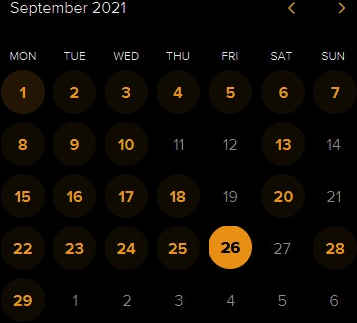 September 2021
MON TUE WED THU FRI SAT SUN
1 2 3 4 5 6 7
8 9 10 11 12 13 14
15 16 17 18 19 20 21
22 23 24 25 26 27 28
29 1 2 3 4 5 6